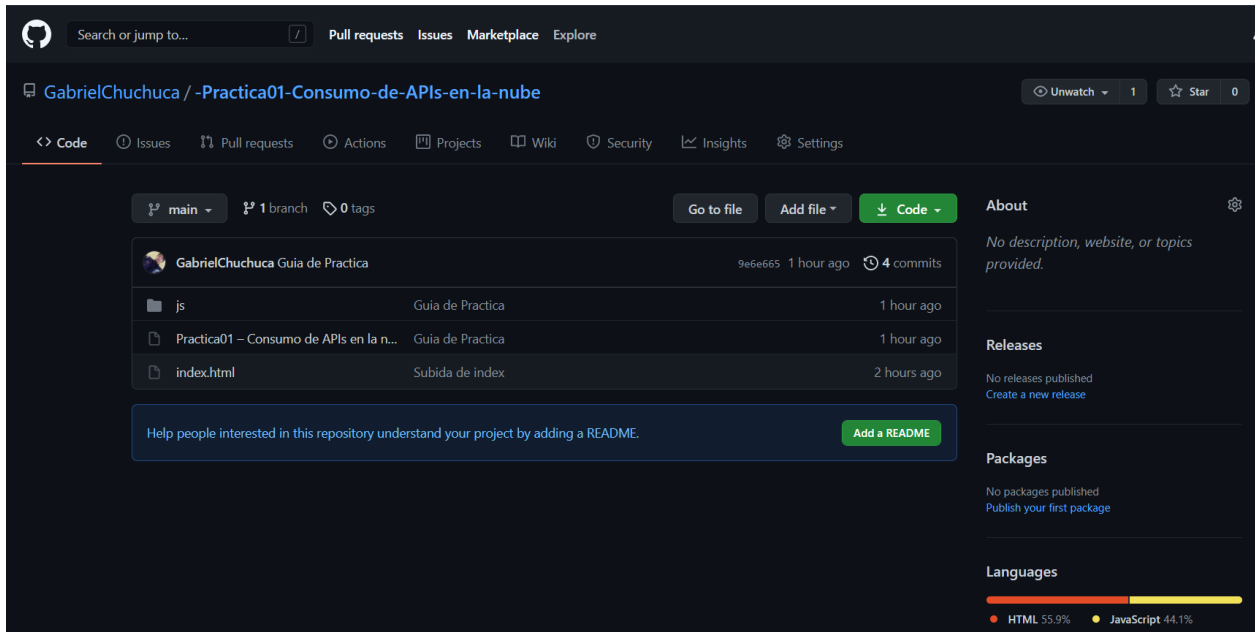 Search or jump to... / Pull requests Issues Marketplace Explore
GabrielChuchuca / -Practica01-Consumo-de-APIs-en-la-nube Unwatch 1 Star 0
<> Code Issues Pull requests Actions Projects Wiki Security Insights Settings
main 1 branch 0 tags Go to file Add file Code
GabrielChuchuca Guia de Practica 9e6e665 1 hour ago 4 commits
js Guia de Practica 1 hour ago
Practica01 – Consumo de APIs en la n... Guia de Practica 1 hour ago
index.html Subida de index 2 hours ago
Help people interested in this repository understand your project by adding a README. Add a README
About
No description, website, or topics
provided.
Releases
No releases published
Create a new release
Packages
No packages published
Publish your first package
Languages
HTML 55.9% JavaScript 44.1%